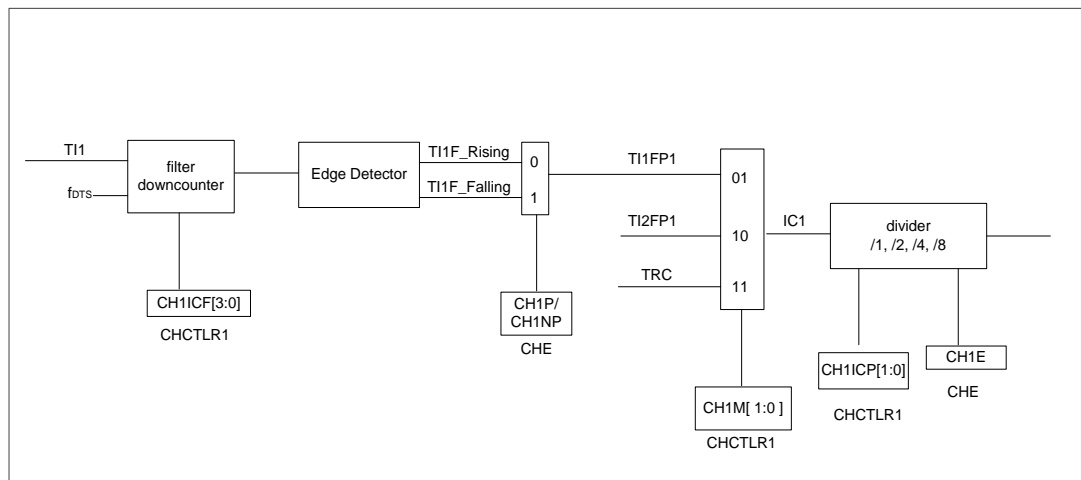 TI1
fDTS
filter
downcounter
CH1ICF[3:0]
CHCTLR1
Edge Detector
TI1F_Rising
TI1F_Falling
0
1
CH1P/
CH1NP
CHE
TI1FP1
TI2FP1
TRC
01
10
11
CH1M[ 1:0 ]
CHCTLR1
IC1
divider
/1, /2, /4, /8
CH1ICP[1:0]
CHCTLR1
CH1E
CHE